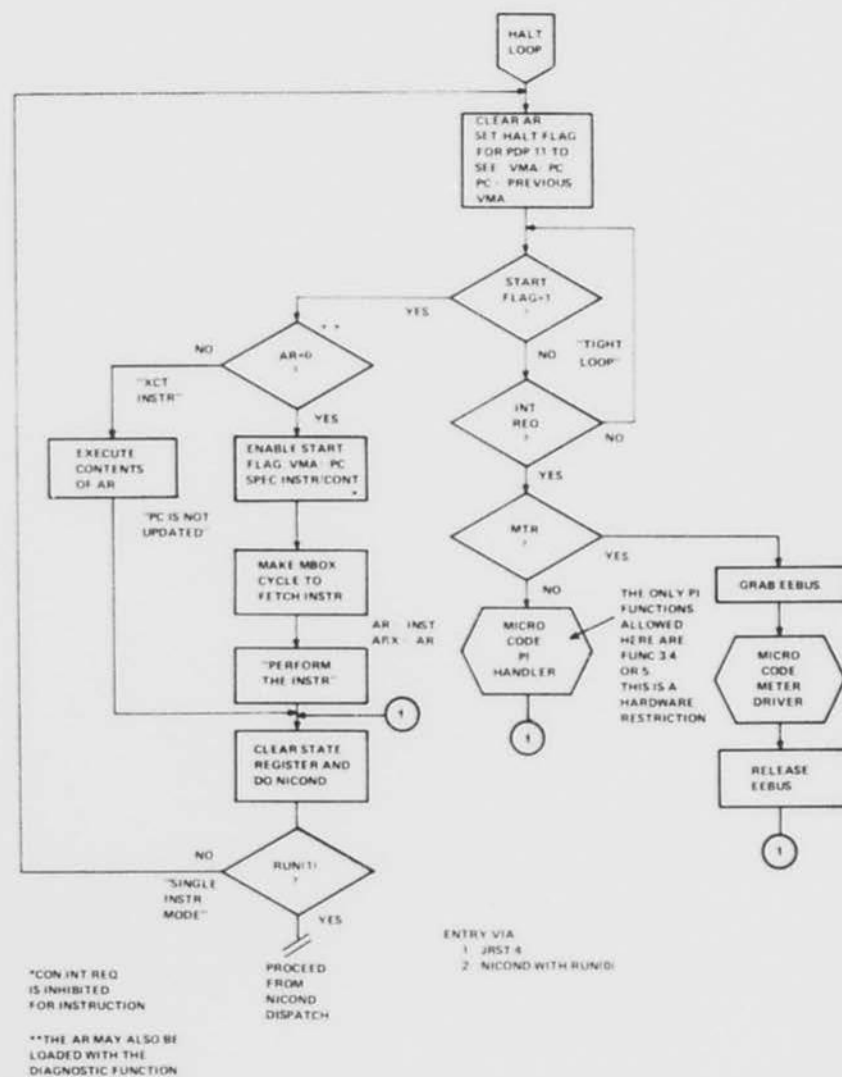 HALT
LOOP
CLEAR AR
SET HALT FLAG
FOR PDP 11 TO
SEE VMA PC
PC - PREVIOUS
VMA
START
FLAG=1
?
YES
NO
"TIGHT
LOOP"
* *
AR=0
?
NO
"XCT
INSTR"
YES
INT
REQ
?
NO
YES
EXECUTE
CONTENTS
OF AR
ENABLE START
FLAG VMA PC
SPEC INSTR/CONT
*
"PC IS NOT
UPDATED"
MTR
?
YES
NO
MAKE MBOX
CYCLE TO
FETCH INSTR
AR INST
ARX AR
"PERFORM
THE INSTR"
MICRO
CODE
PI
HANDLER
THE ONLY PI
FUNCTIONS
ALLOWED
HERE ARE
FUNC 3 4
OR 5
THIS IS A
HARDWARE
RESTRICTION
GRAB EEBUS
MICRO
CODE
METER
DRIVER
RELEASE
EEBUS
1
1
1
CLEAR STATE
REGISTER AND
DO NICOND
RUN(1)
?
NO
"SINGLE
INSTR
MODE"
YES
PROCEED
FROM
NICOND
DISPATCH
ENTRY VIA
1 JRST 4
2 NICOND WITH RUN(0)
*CON INT REQ
IS INHIBITED
FOR INSTRUCTION
**THE AR MAY ALSO BE
LOADED WITH THE
DIAGNOSTIC FUNCTION